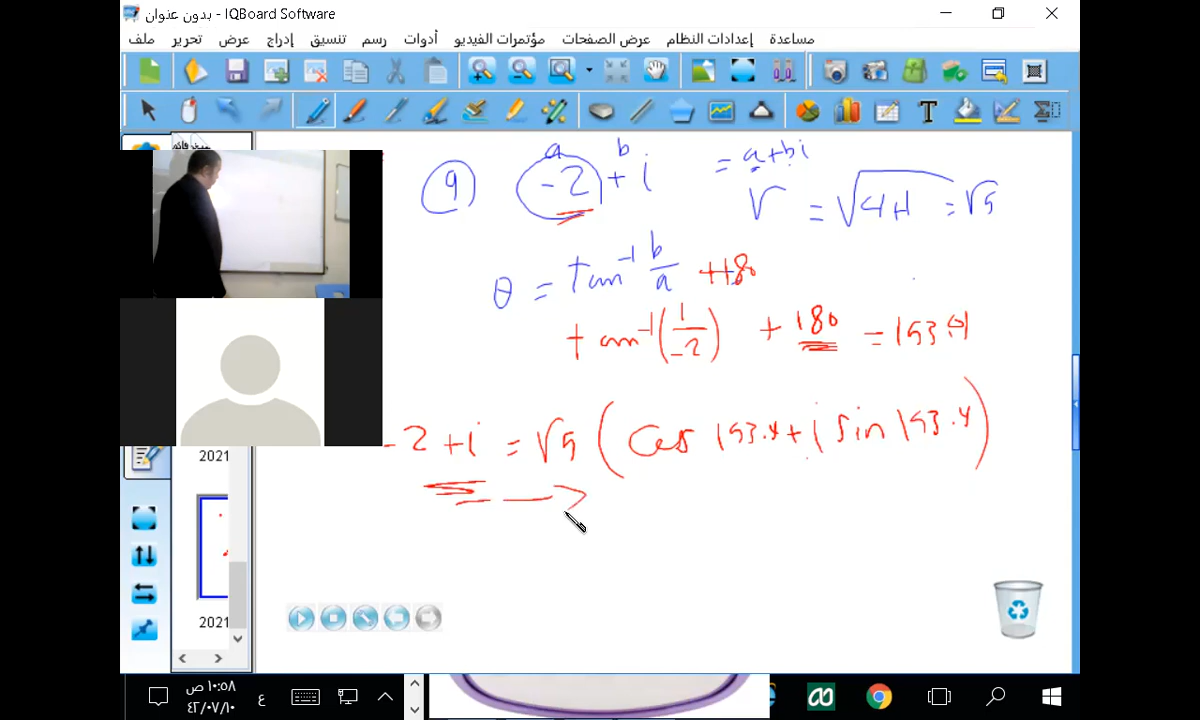 بدون عنوان - IQBoard Software
ملف تحرير عرض إدراج تنسيق رسم أدوات مؤتمرات الفيديو عرض الصفحات إعدادات النظام مساعدة
a b
9 -2 + i = a + bi
r = √4+1 = √5
θ = tan⁻¹ b/a + 180
tan⁻¹(1/-2) + 180 = 153.4
-2 + i = √5 (cos 153.4 + i sin 153.4)
2021
2021
١٠:٥٨ ص
ع
٤٢/٠٧/١٠